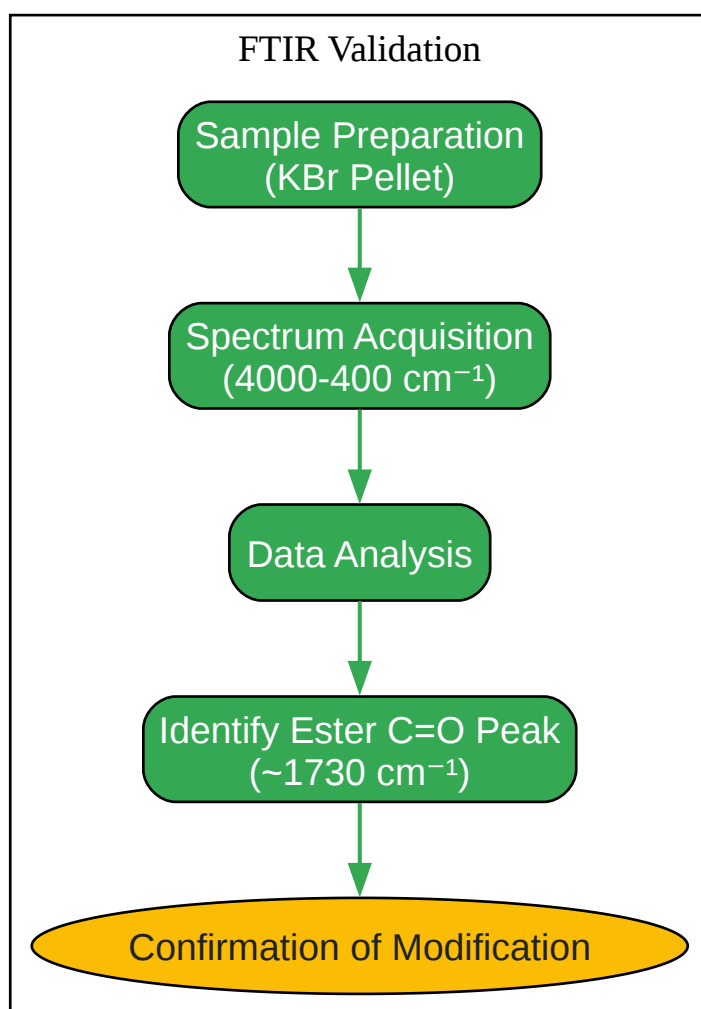 FTIR Validation
Sample Preparation
(KBr Pellet)
Spectrum Acquisition
(4000-400 cm⁻¹)
Data Analysis
Identify Ester C=O Peak
(~1730 cm⁻¹)
Confirmation of Modification